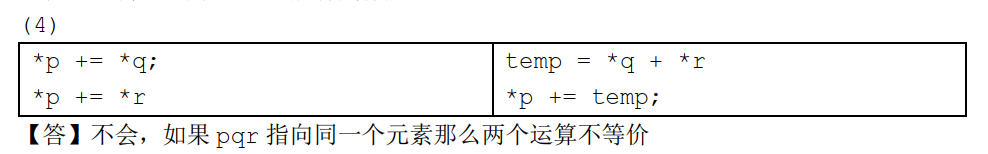 (4)
*p += *q; temp = *q + *r
*p += *r *p += temp;
【答】不会，如果 pqr 指向同一个元素那么两个运算不等价